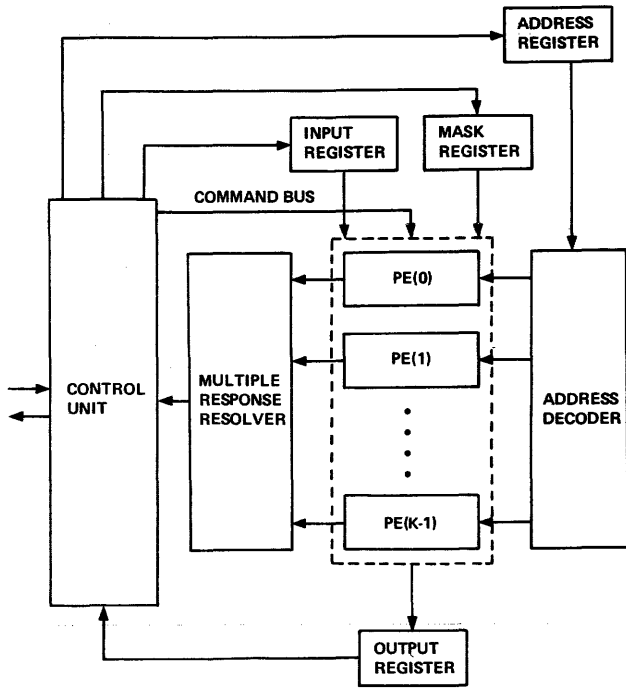 ADDRESS
REGISTER
INPUT
REGISTER
MASK
REGISTER
COMMAND BUS
CONTROL
UNIT
MULTIPLE
RESPONSE
RESOLVER
PE(0)
PE(1)
PE(K-1)
ADDRESS
DECODER
OUTPUT
REGISTER